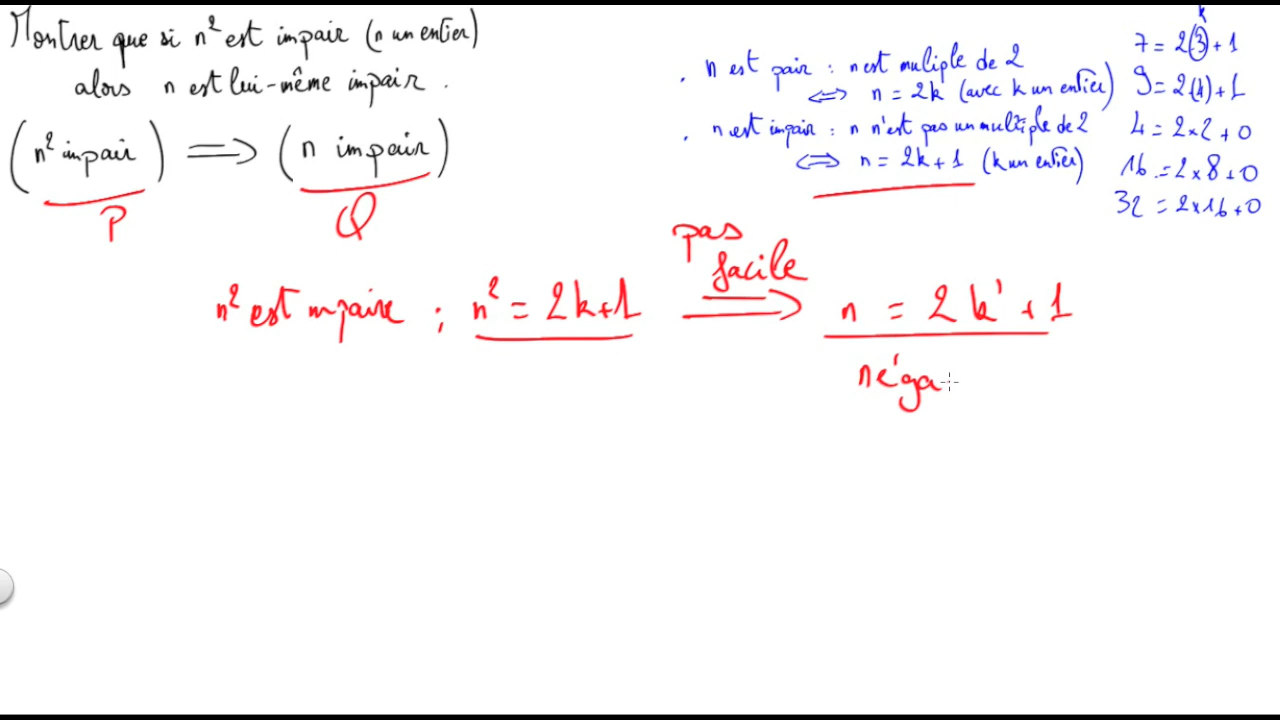 Montrer que si n² est impair (n un entier)
alors n est lui-même impair.
(n² impair) ⟹ (n impair)
P Q
. n est pair : n est muliple de 2
⟺ n = 2k (avec k un entier)
. n est impair : n n'est pas un multiple de 2
⟺ n = 2k+1 (k un entier)
k
7 = 2(3)+1
9 = 2(4)+1
4 = 2×2+0
16 = 2×8+0
32 = 2×16+0
pas
facile
n² est impaire : n² = 2k+1 ⟹ n = 2k'+1
néga